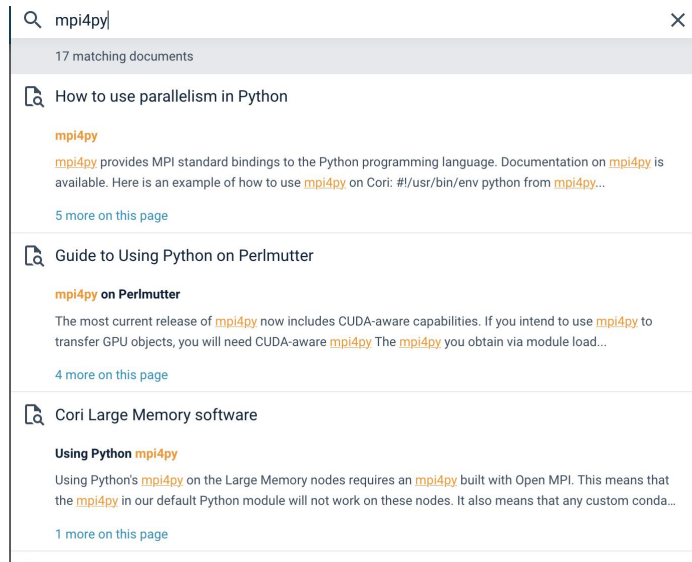 mpi4py
17 matching documents
How to use parallelism in Python
mpi4py
mpi4py provides MPI standard bindings to the Python programming language. Documentation on mpi4py is
available. Here is an example of how to use mpi4py on Cori: #!/usr/bin/env python from mpi4py...
5 more on this page
Guide to Using Python on Perlmutter
mpi4py on Perlmutter
The most current release of mpi4py now includes CUDA-aware capabilities. If you intend to use mpi4py to
transfer GPU objects, you will need CUDA-aware mpi4py The mpi4py you obtain via module load...
4 more on this page
Cori Large Memory software
Using Python mpi4py
Using Python's mpi4py on the Large Memory nodes requires an mpi4py built with Open MPI. This means that
the mpi4py in our default Python module will not work on these nodes. It also means that any custom conda...
1 more on this page